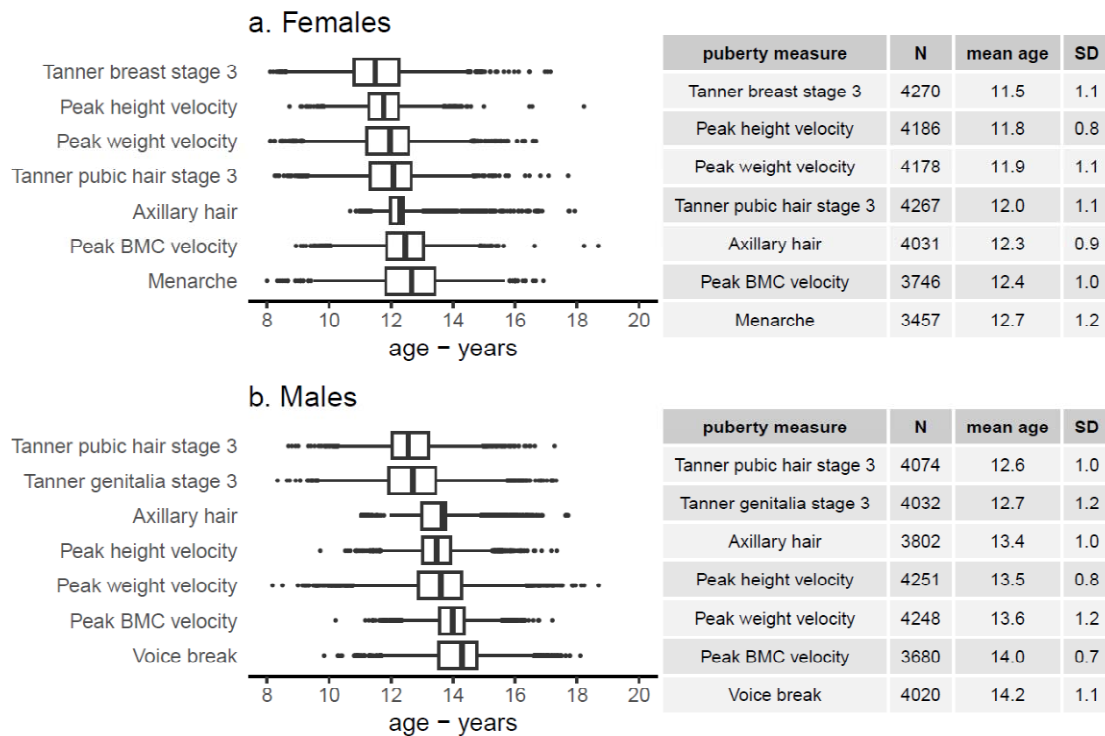 a. Females
Tanner breast stage 3
Peak height velocity
Peak weight velocity
Tanner pubic hair stage 3
Axillary hair
Peak BMC velocity
Menarche
8 10 12 14 16 18 20
age − years
puberty measure N mean age SD
Tanner breast stage 3 4270 11.5 1.1
Peak height velocity 4186 11.8 0.8
Peak weight velocity 4178 11.9 1.1
Tanner pubic hair stage 3 4267 12.0 1.1
Axillary hair 4031 12.3 0.9
Peak BMC velocity 3746 12.4 1.0
Menarche 3457 12.7 1.2
b. Males
Tanner pubic hair stage 3
Tanner genitalia stage 3
Axillary hair
Peak height velocity
Peak weight velocity
Peak BMC velocity
Voice break
8 10 12 14 16 18 20
age − years
puberty measure N mean age SD
Tanner pubic hair stage 3 4074 12.6 1.0
Tanner genitalia stage 3 4032 12.7 1.2
Axillary hair 3802 13.4 1.0
Peak height velocity 4251 13.5 0.8
Peak weight velocity 4248 13.6 1.2
Peak BMC velocity 3680 14.0 0.7
Voice break 4020 14.2 1.1